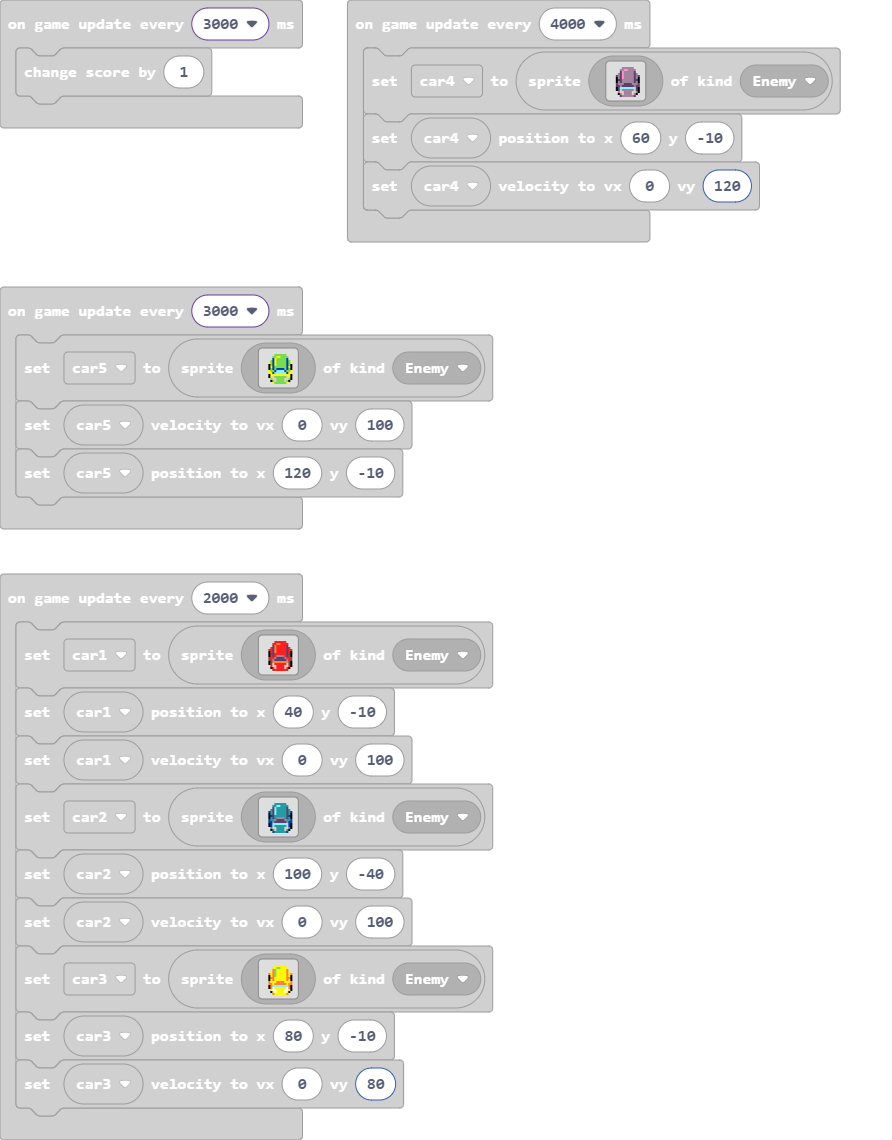 on game update every 3000 ms
change score by 1
on game update every 4000 ms
set car4 to sprite of kind Enemy
set car4 position to x 60 y -10
set car4 velocity to vx 0 vy 120
on game update every 3000 ms
set car5 to sprite of kind Enemy
set car5 velocity to vx 0 vy 100
set car5 position to x 120 y -10
on game update every 2000 ms
set car1 to sprite of kind Enemy
set car1 position to x 40 y -10
set car1 velocity to vx 0 vy 100
set car2 to sprite of kind Enemy
set car2 position to x 100 y -40
set car2 velocity to vx 0 vy 100
set car3 to sprite of kind Enemy
set car3 position to x 80 y -10
set car3 velocity to vx 0 vy 80